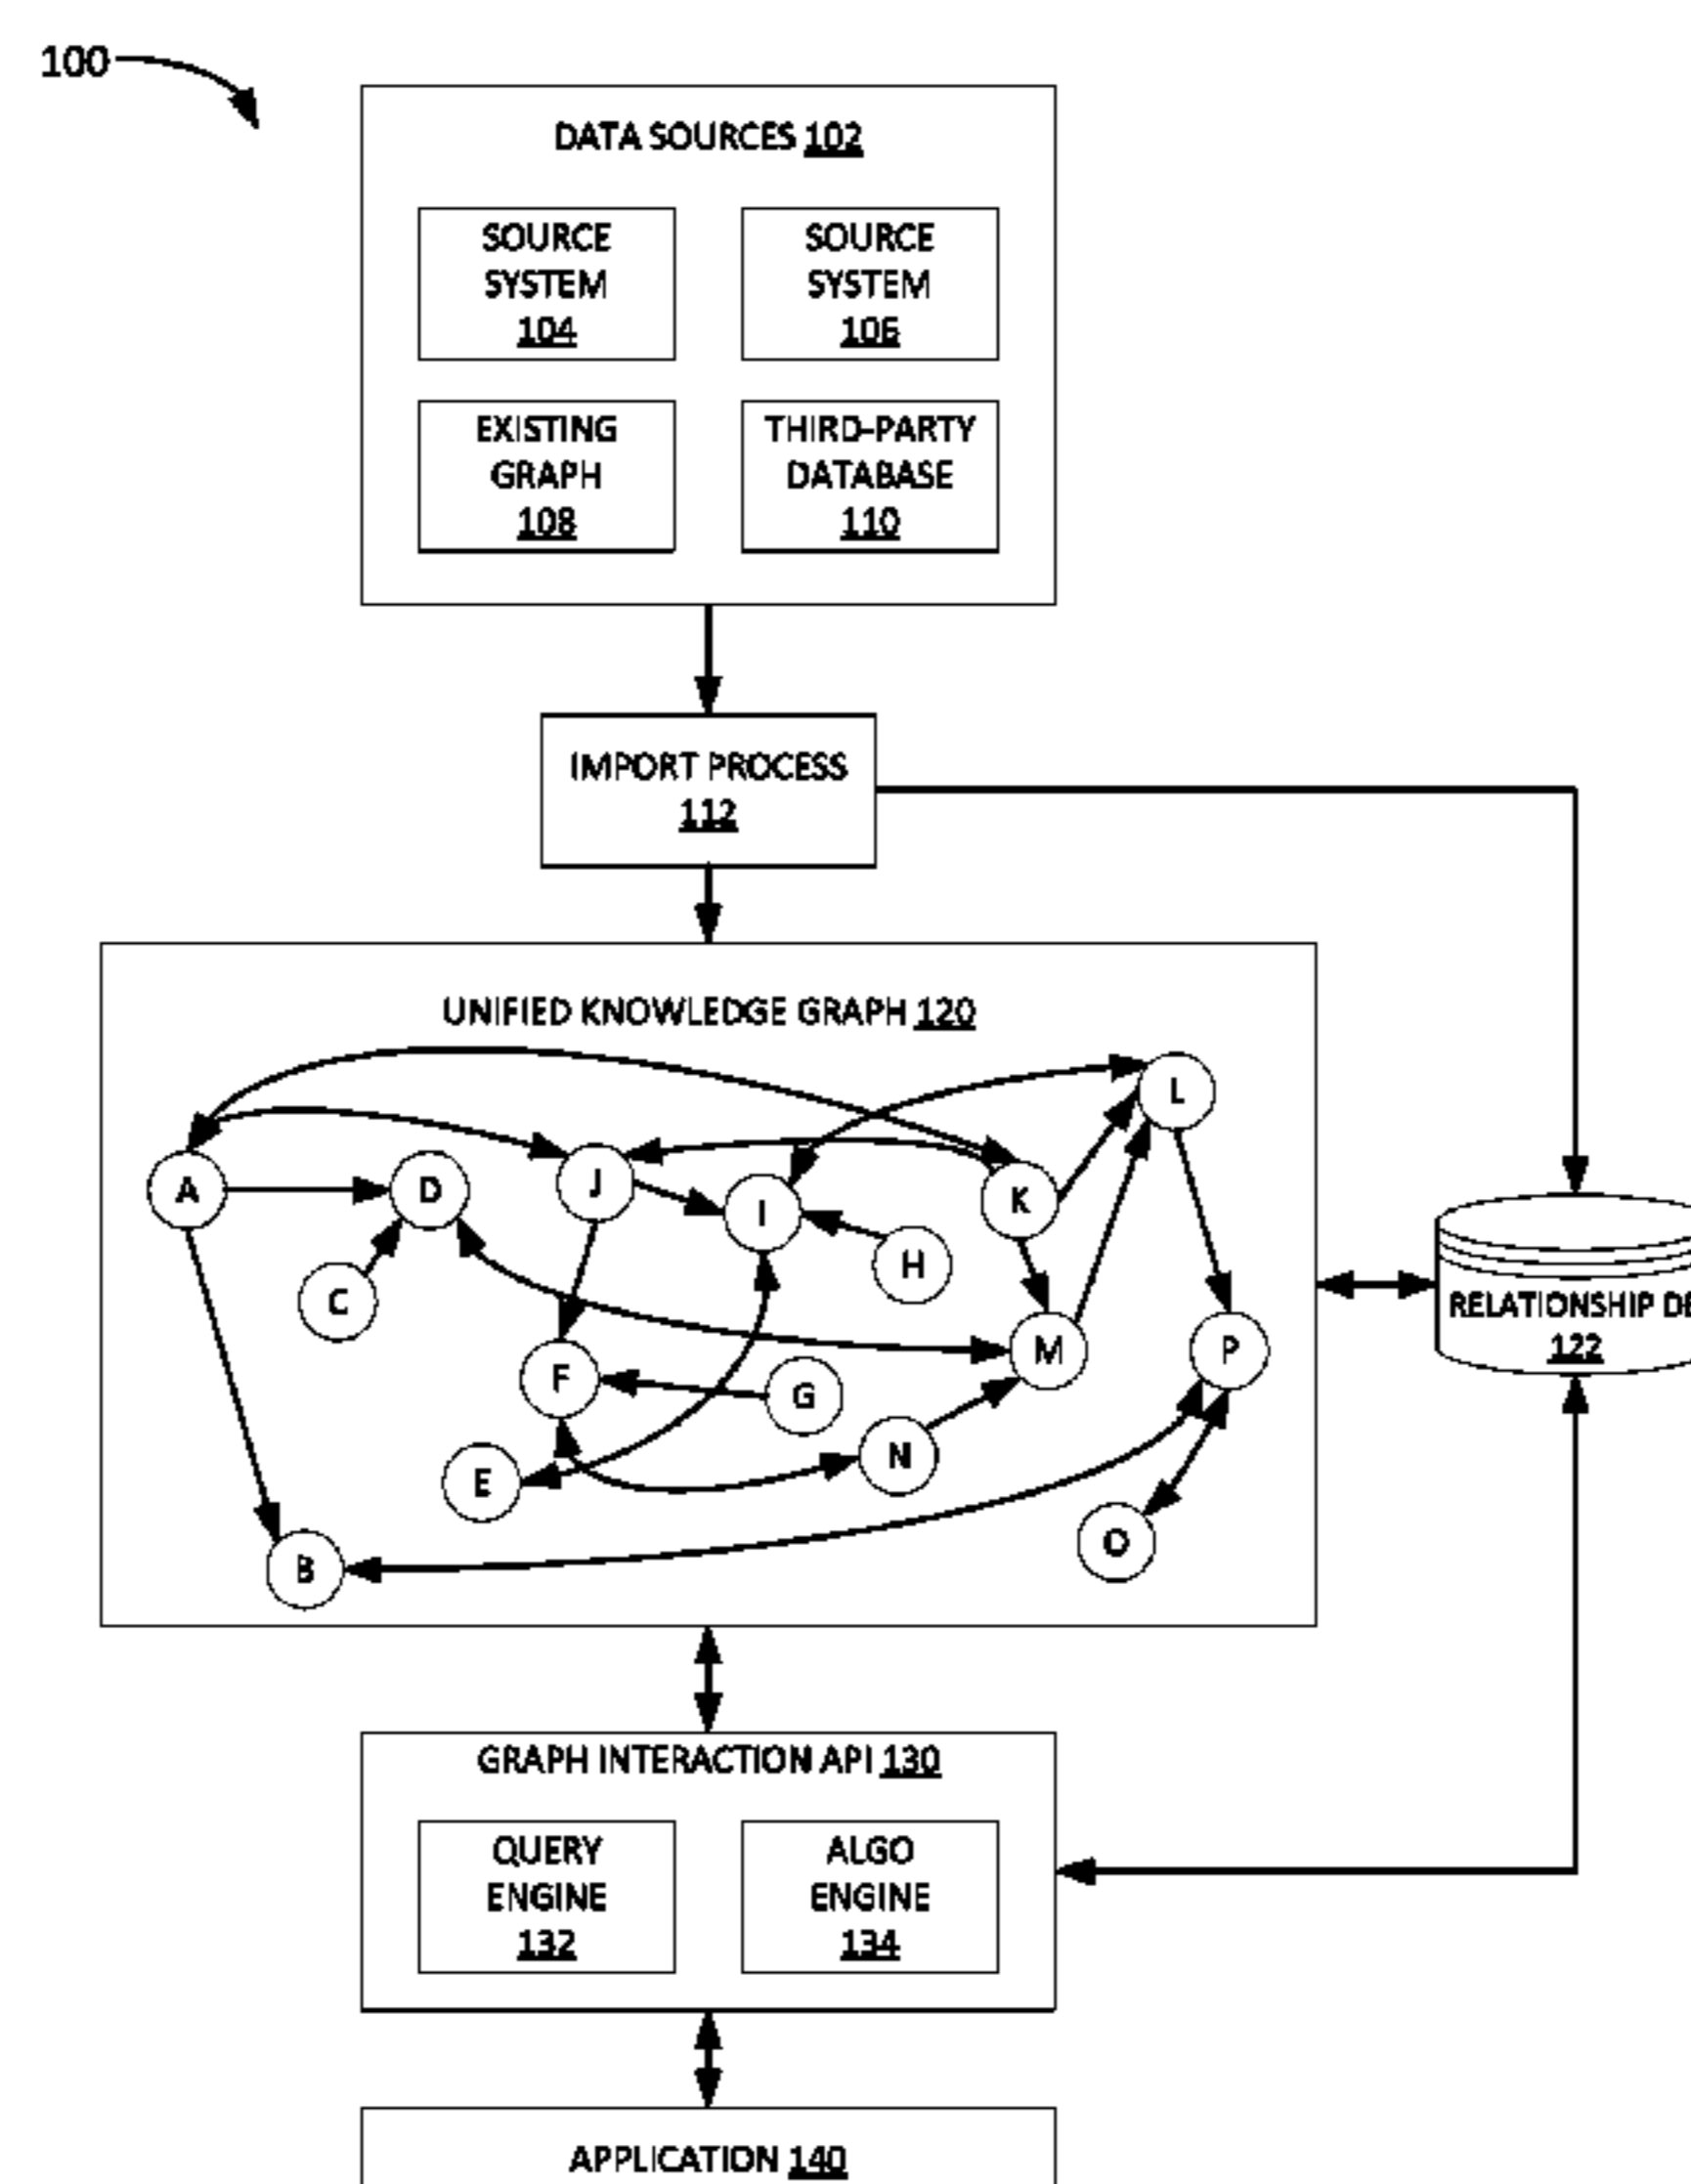 100
DATA SOURCES 102
SOURCE
SYSTEM
104
SOURCE
SYSTEM
106
EXISTING
GRAPH
108
THIRD-PARTY
DATABASE
110
IMPORT PROCESS
112
UNIFIED KNOWLEDGE GRAPH 120
L
A
D
J
I
K
H
C
M
P
F
G
N
E
O
B
RELATIONSHIP
122
GRAPH INTERACTION API 130
QUERY
ENGINE
132
ALGO
ENGINE
134
APPLICATION 140